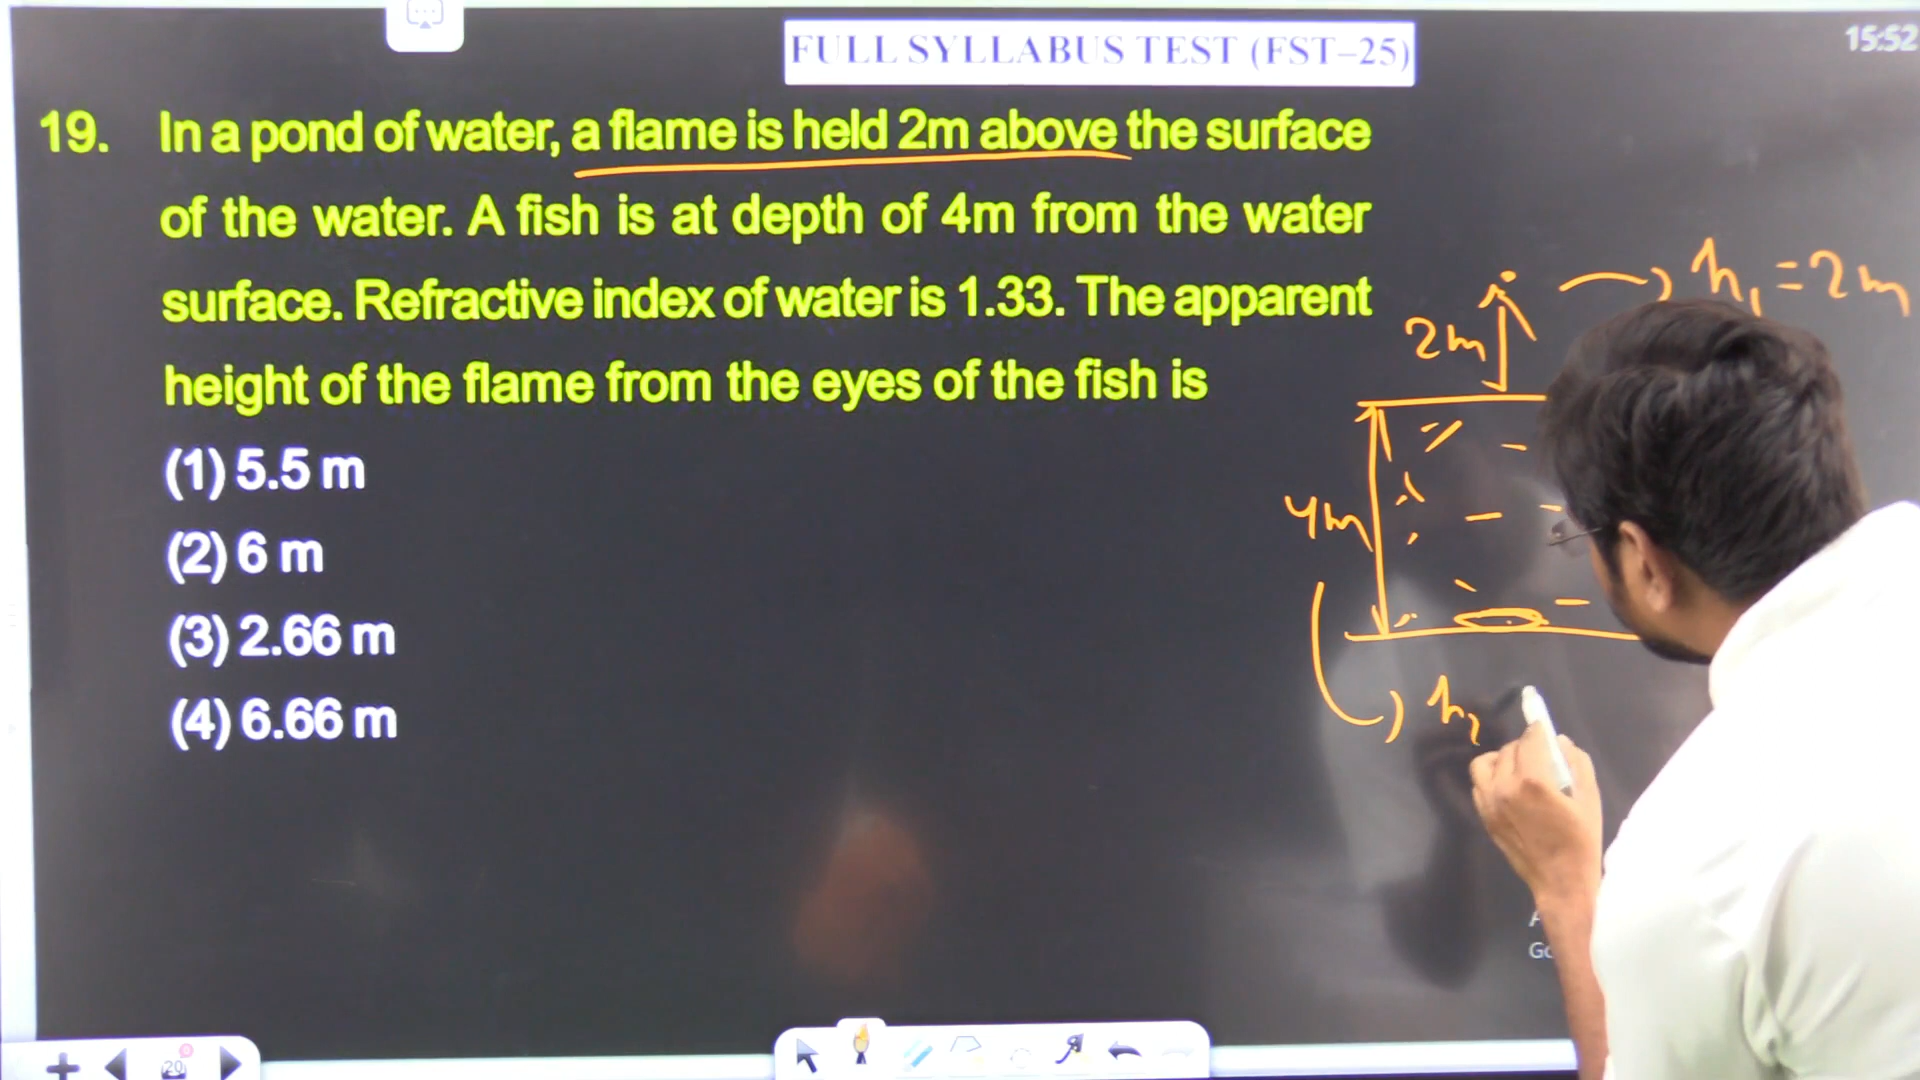 FULL SYLLABUS TEST (FST–25)
15:52
19. In a pond of water, a flame is held 2m above the surface
of the water. A fish is at depth of 4m from the water
surface. Refractive index of water is 1.33. The apparent
height of the flame from the eyes of the fish is
(1) 5.5 m
(2) 6 m
(3) 2.66 m
(4) 6.66 m
h₁ = 2m
2m
4m
h₂
20